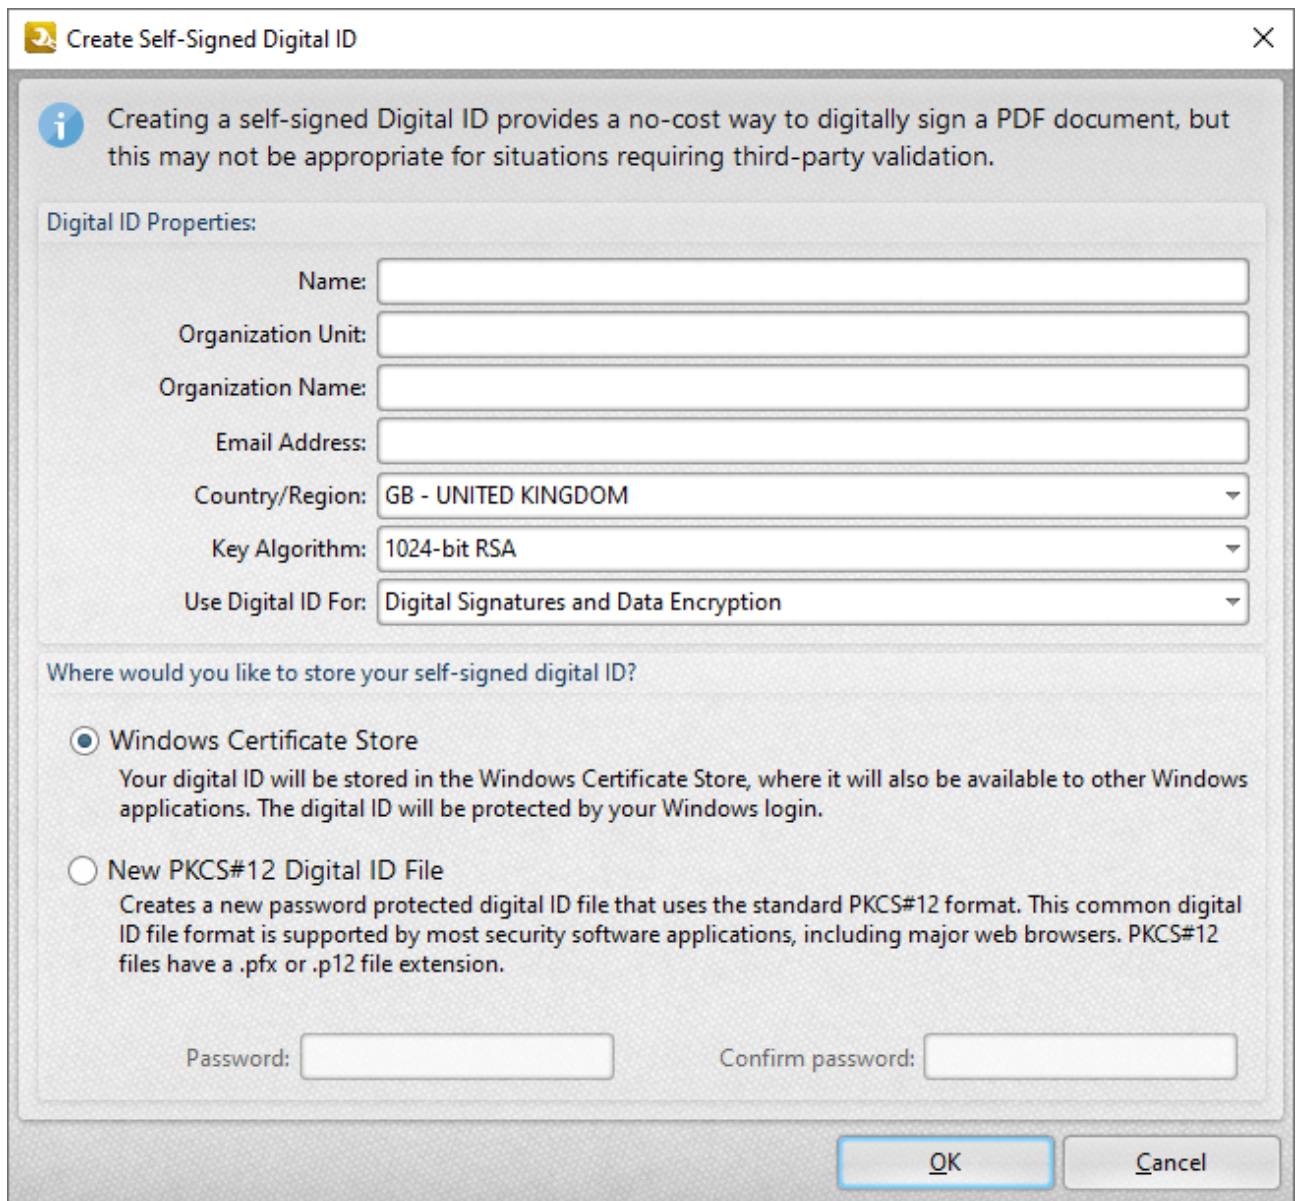 Create Self-Signed Digital ID
Creating a self-signed Digital ID provides a no-cost way to digitally sign a PDF document, but
this may not be appropriate for situations requiring third-party validation.
Digital ID Properties:
Name:
Organization Unit:
Organization Name:
Email Address:
Country/Region: GB - UNITED KINGDOM
Key Algorithm: 1024-bit RSA
Use Digital ID For: Digital Signatures and Data Encryption
Where would you like to store your self-signed digital ID?
Windows Certificate Store
Your digital ID will be stored in the Windows Certificate Store, where it will also be available to other Windows
applications. The digital ID will be protected by your Windows login.
New PKCS#12 Digital ID File
Creates a new password protected digital ID file that uses the standard PKCS#12 format. This common digital
ID file format is supported by most security software applications, including major web browsers. PKCS#12
files have a .pfx or .p12 file extension.
Password: Confirm password:
OK Cancel